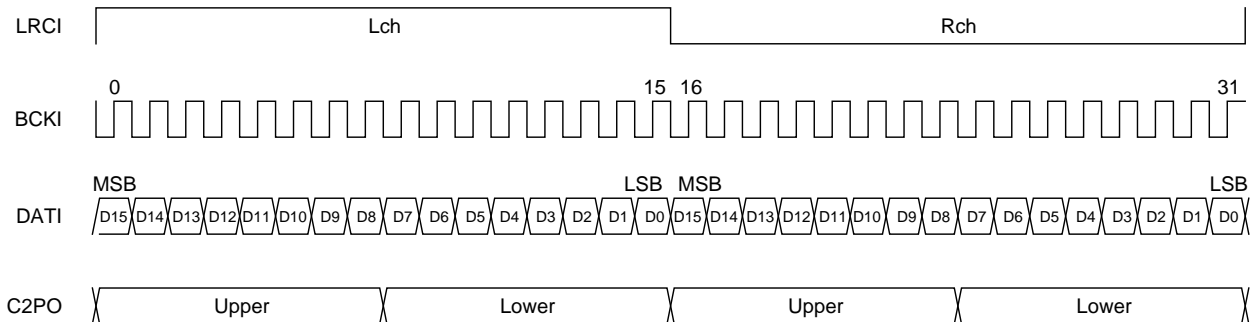 LRCI Lch Rch
0 15 16 31
BCKI
MSB LSB MSB LSB
DATI D15 D14 D13 D12 D11 D10 D9 D8 D7 D6 D5 D4 D3 D2 D1 D0 D15 D14 D13 D12 D11 D10 D9 D8 D7 D6 D5 D4 D3 D2 D1 D0
C2PO Upper Lower Upper Lower